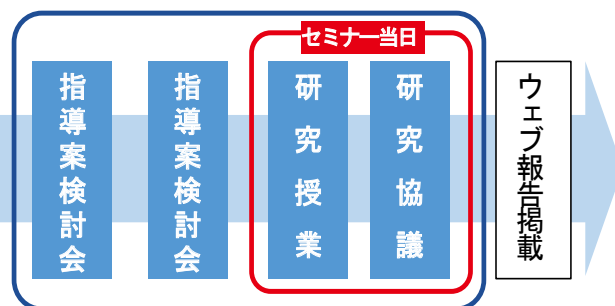 セミナー当日
指導案検討会
指導案検討会
研究授業
研究協議
ウェブ報告掲載